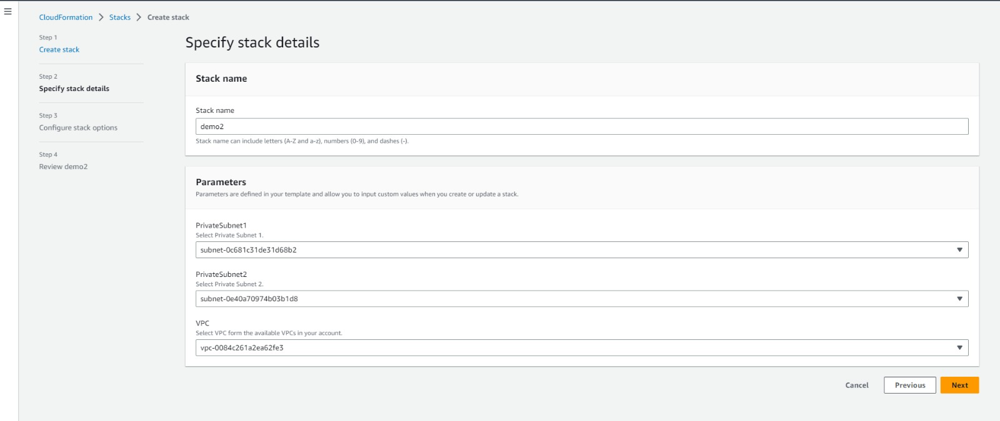 CloudFormation > Stacks > Create stack
Step 1
Create stack
Step 2
Specify stack details
Step 3
Configure stack options
Step 4
Review demo2
Specify stack details
Stack name
Stack name
demo2
Stack name can include letters (A-Z and a-z), numbers (0-9), and dashes (-).
Parameters
Parameters are defined in your template and allow you to input custom values when you create or update a stack.
PrivateSubnet1
Select Private Subnet 1.
subnet-0c681c31de31d68b2
PrivateSubnet2
Select Private Subnet 2.
subnet-0e40a70974b03b1d8
VPC
Select VPC form the available VPCs in your account.
vpc-0084c261a2ea62fe3
Cancel Previous Next